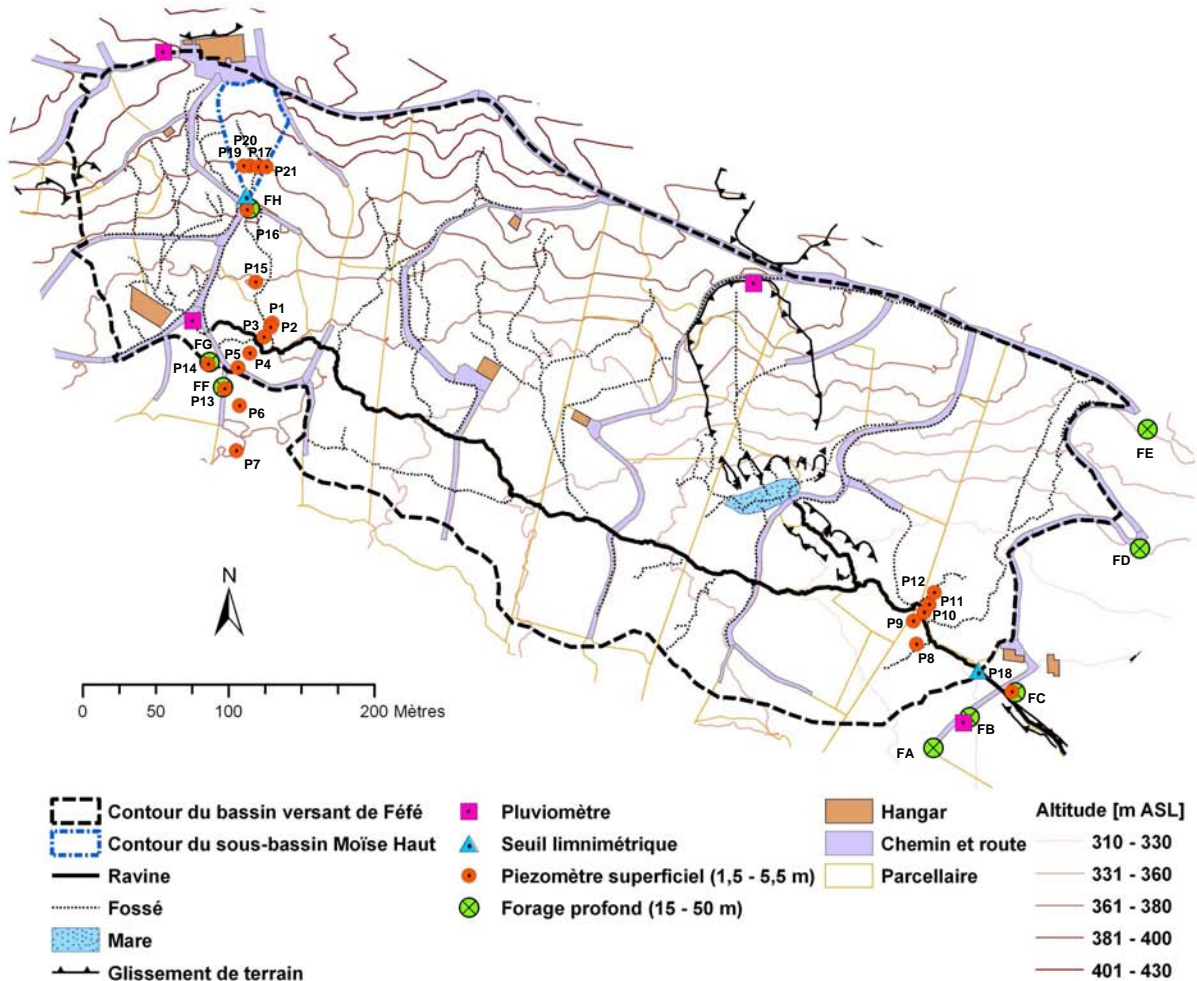 P20
P19 P17
P21
FH
P16
P15
P1
P3 P2
FG
P5 P4
P14
FF
P13
P6
P7
FE
FD
P12
P11
P10
P9
P8
P18
FC
FB
FA
N
0 50 100 200 Mètres
Contour du bassin versant de Féfé
Contour du sous-bassin Moïse Haut
Ravine
Fossé
Mare
Glissement de terrain
Pluviomètre
Seuil limnimétrique
Piezomètre superficiel (1,5 - 5,5 m)
Forage profond (15 - 50 m)
Hangar
Chemin et route
Parcellaire
Altitude [m ASL]
310 - 330
331 - 360
361 - 380
381 - 400
401 - 430